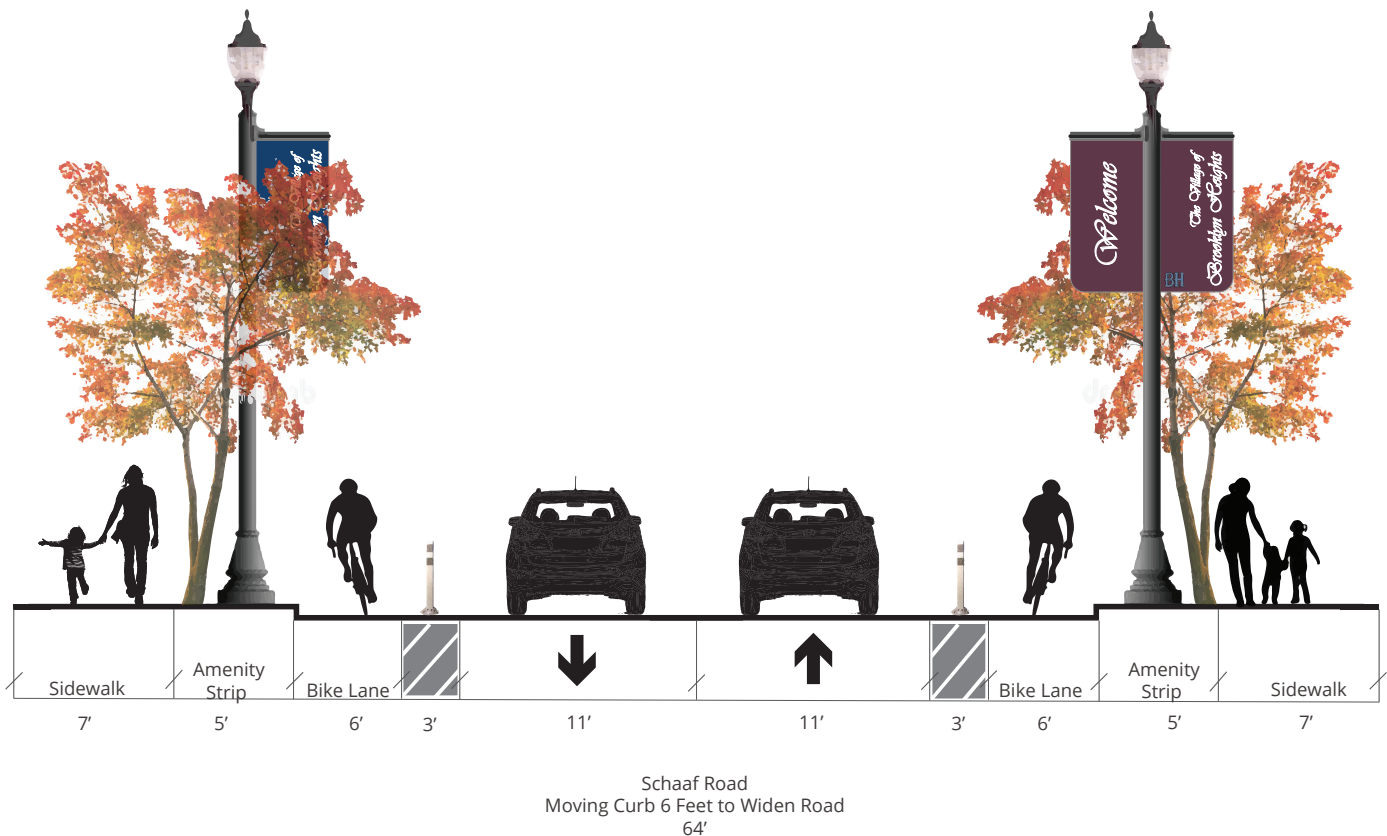 Welcome
The Village of
Brooklyn Heights
BH
Sidewalk
Amenity
Strip
Bike Lane
Bike Lane
Amenity
Strip
Sidewalk
7’
5’
6’
3’
11’
11’
3’
6’
5’
7’
Schaaf Road
Moving Curb 6 Feet to Widen Road
64’